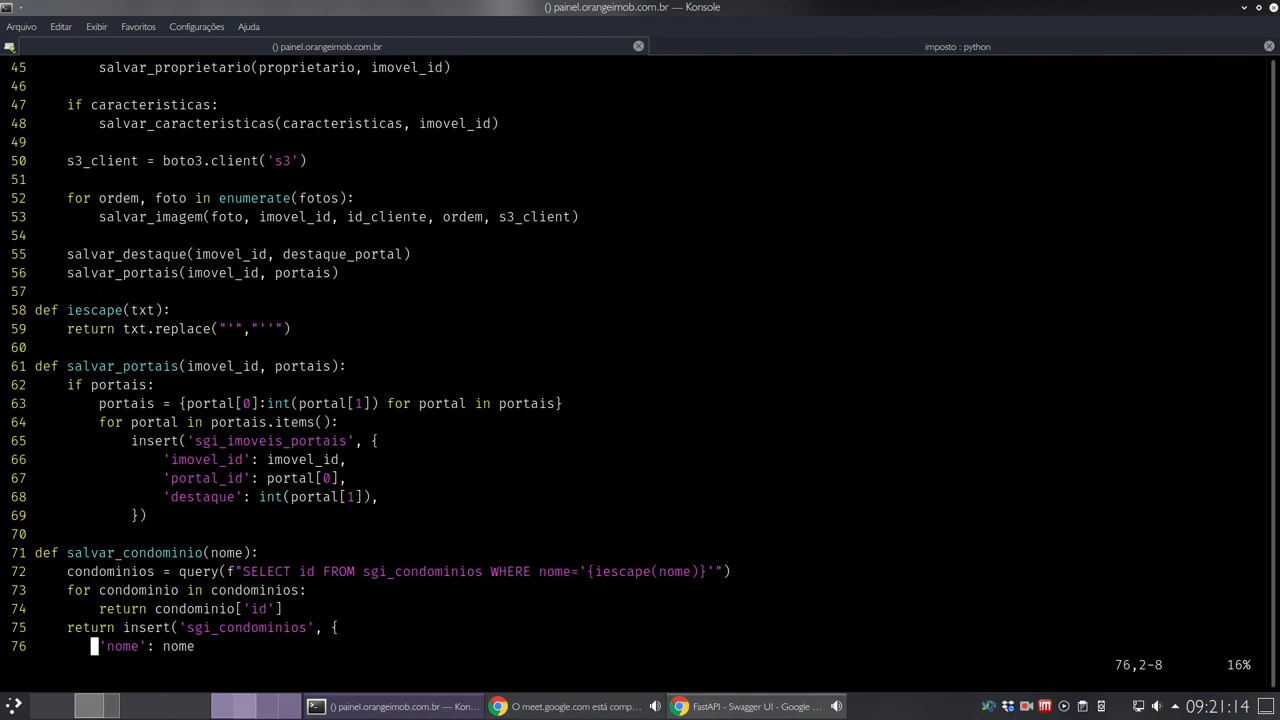 () painel.orangeimob.com.br — Konsole
Arquivo Editar Exibir Favoritos Configurações Ajuda
() painel.orangeimob.com.br
imposto : python
45 salvar_proprietario(proprietario, imovel_id)
46
47 if caracteristicas:
48 salvar_caracteristicas(caracteristicas, imovel_id)
49
50 s3_client = boto3.client('s3')
51
52 for ordem, foto in enumerate(fotos):
53 salvar_imagem(foto, imovel_id, id_cliente, ordem, s3_client)
54
55 salvar_destaque(imovel_id, destaque_portal)
56 salvar_portais(imovel_id, portais)
57
58 def iescape(txt):
59 return txt.replace("'","''")
60
61 def salvar_portais(imovel_id, portais):
62 if portais:
63 portais = {portal[0]:int(portal[1]) for portal in portais}
64 for portal in portais.items():
65 insert('sgi_imoveis_portais', {
66 'imovel_id': imovel_id,
67 'portal_id': portal[0],
68 'destaque': int(portal[1]),
69 })
70
71 def salvar_condominio(nome):
72 condominios = query(f"SELECT id FROM sgi_condominios WHERE nome='{iescape(nome)}'")
73 for condominio in condominios:
74 return condominio['id']
75 return insert('sgi_condominios', {
76 'nome': nome
76,2-8 16%
() painel.orangeimob.com.br — Kon...
O meet.google.com está comp...
FastAPI - Swagger UI - Google ...
09:21:14